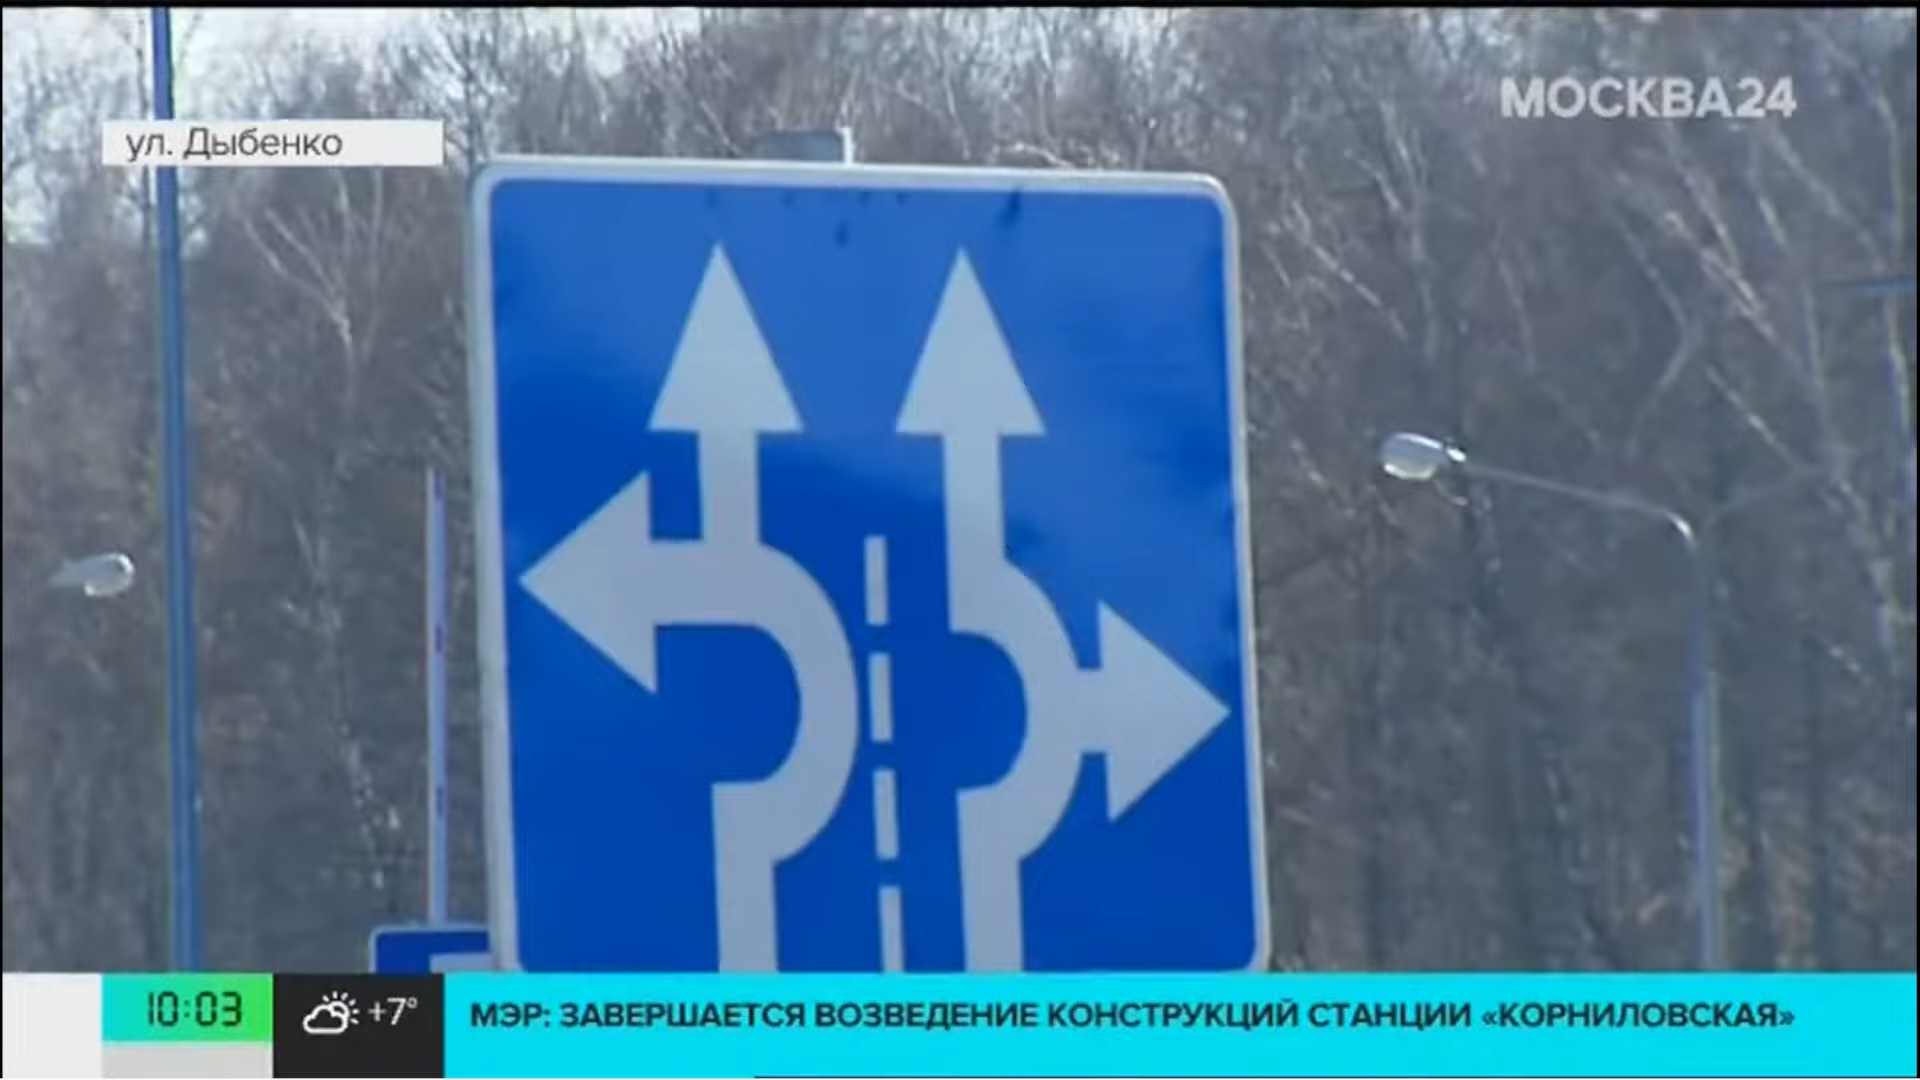 МОСКВА24
ул. Дыбенко
10:03
+7°
МЭР: ЗАВЕРШАЕТСЯ ВОЗВЕДЕНИЕ КОНСТРУКЦИЙ СТАНЦИИ «КОРНИЛОВСКАЯ»